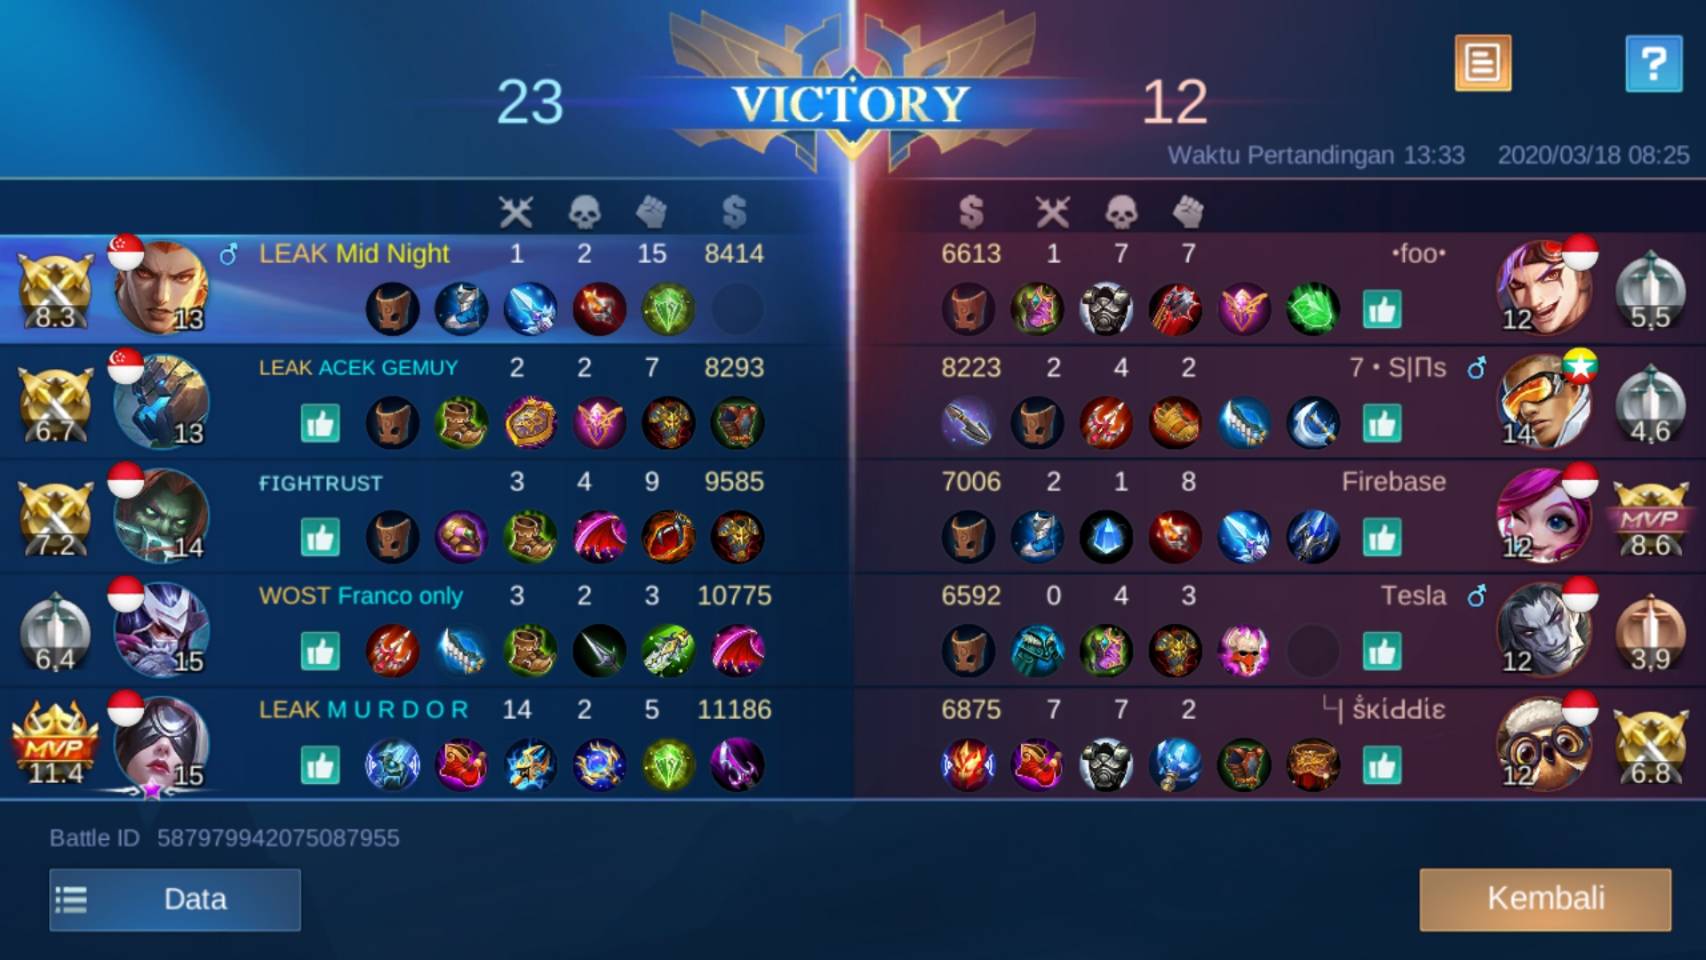 23 VICTORY 12
Waktu Pertandingan 13:33 2020/03/18 08:25
8.3 13 LEAK Mid Night 1 2 15 8414
6613 1 7 7 •foo• 12 5,5
6.7 13 LEAK ACEK GEMUY 2 2 7 8293
8223 2 4 2 7 • S|Пs 14 4,6
7.2 14 FIGHTRUST 3 4 9 9585
7006 2 1 8 Firebase 12 MVP 8.6
6,4 15 WOST Franco only 3 2 3 10775
6592 0 4 3 Tesla 12 3,9
MVP 11.4 15 LEAK M U R D O R 14 2 5 11186
6875 7 7 2 12 6.8
Battle ID 587979942075087955
Data
Kembali